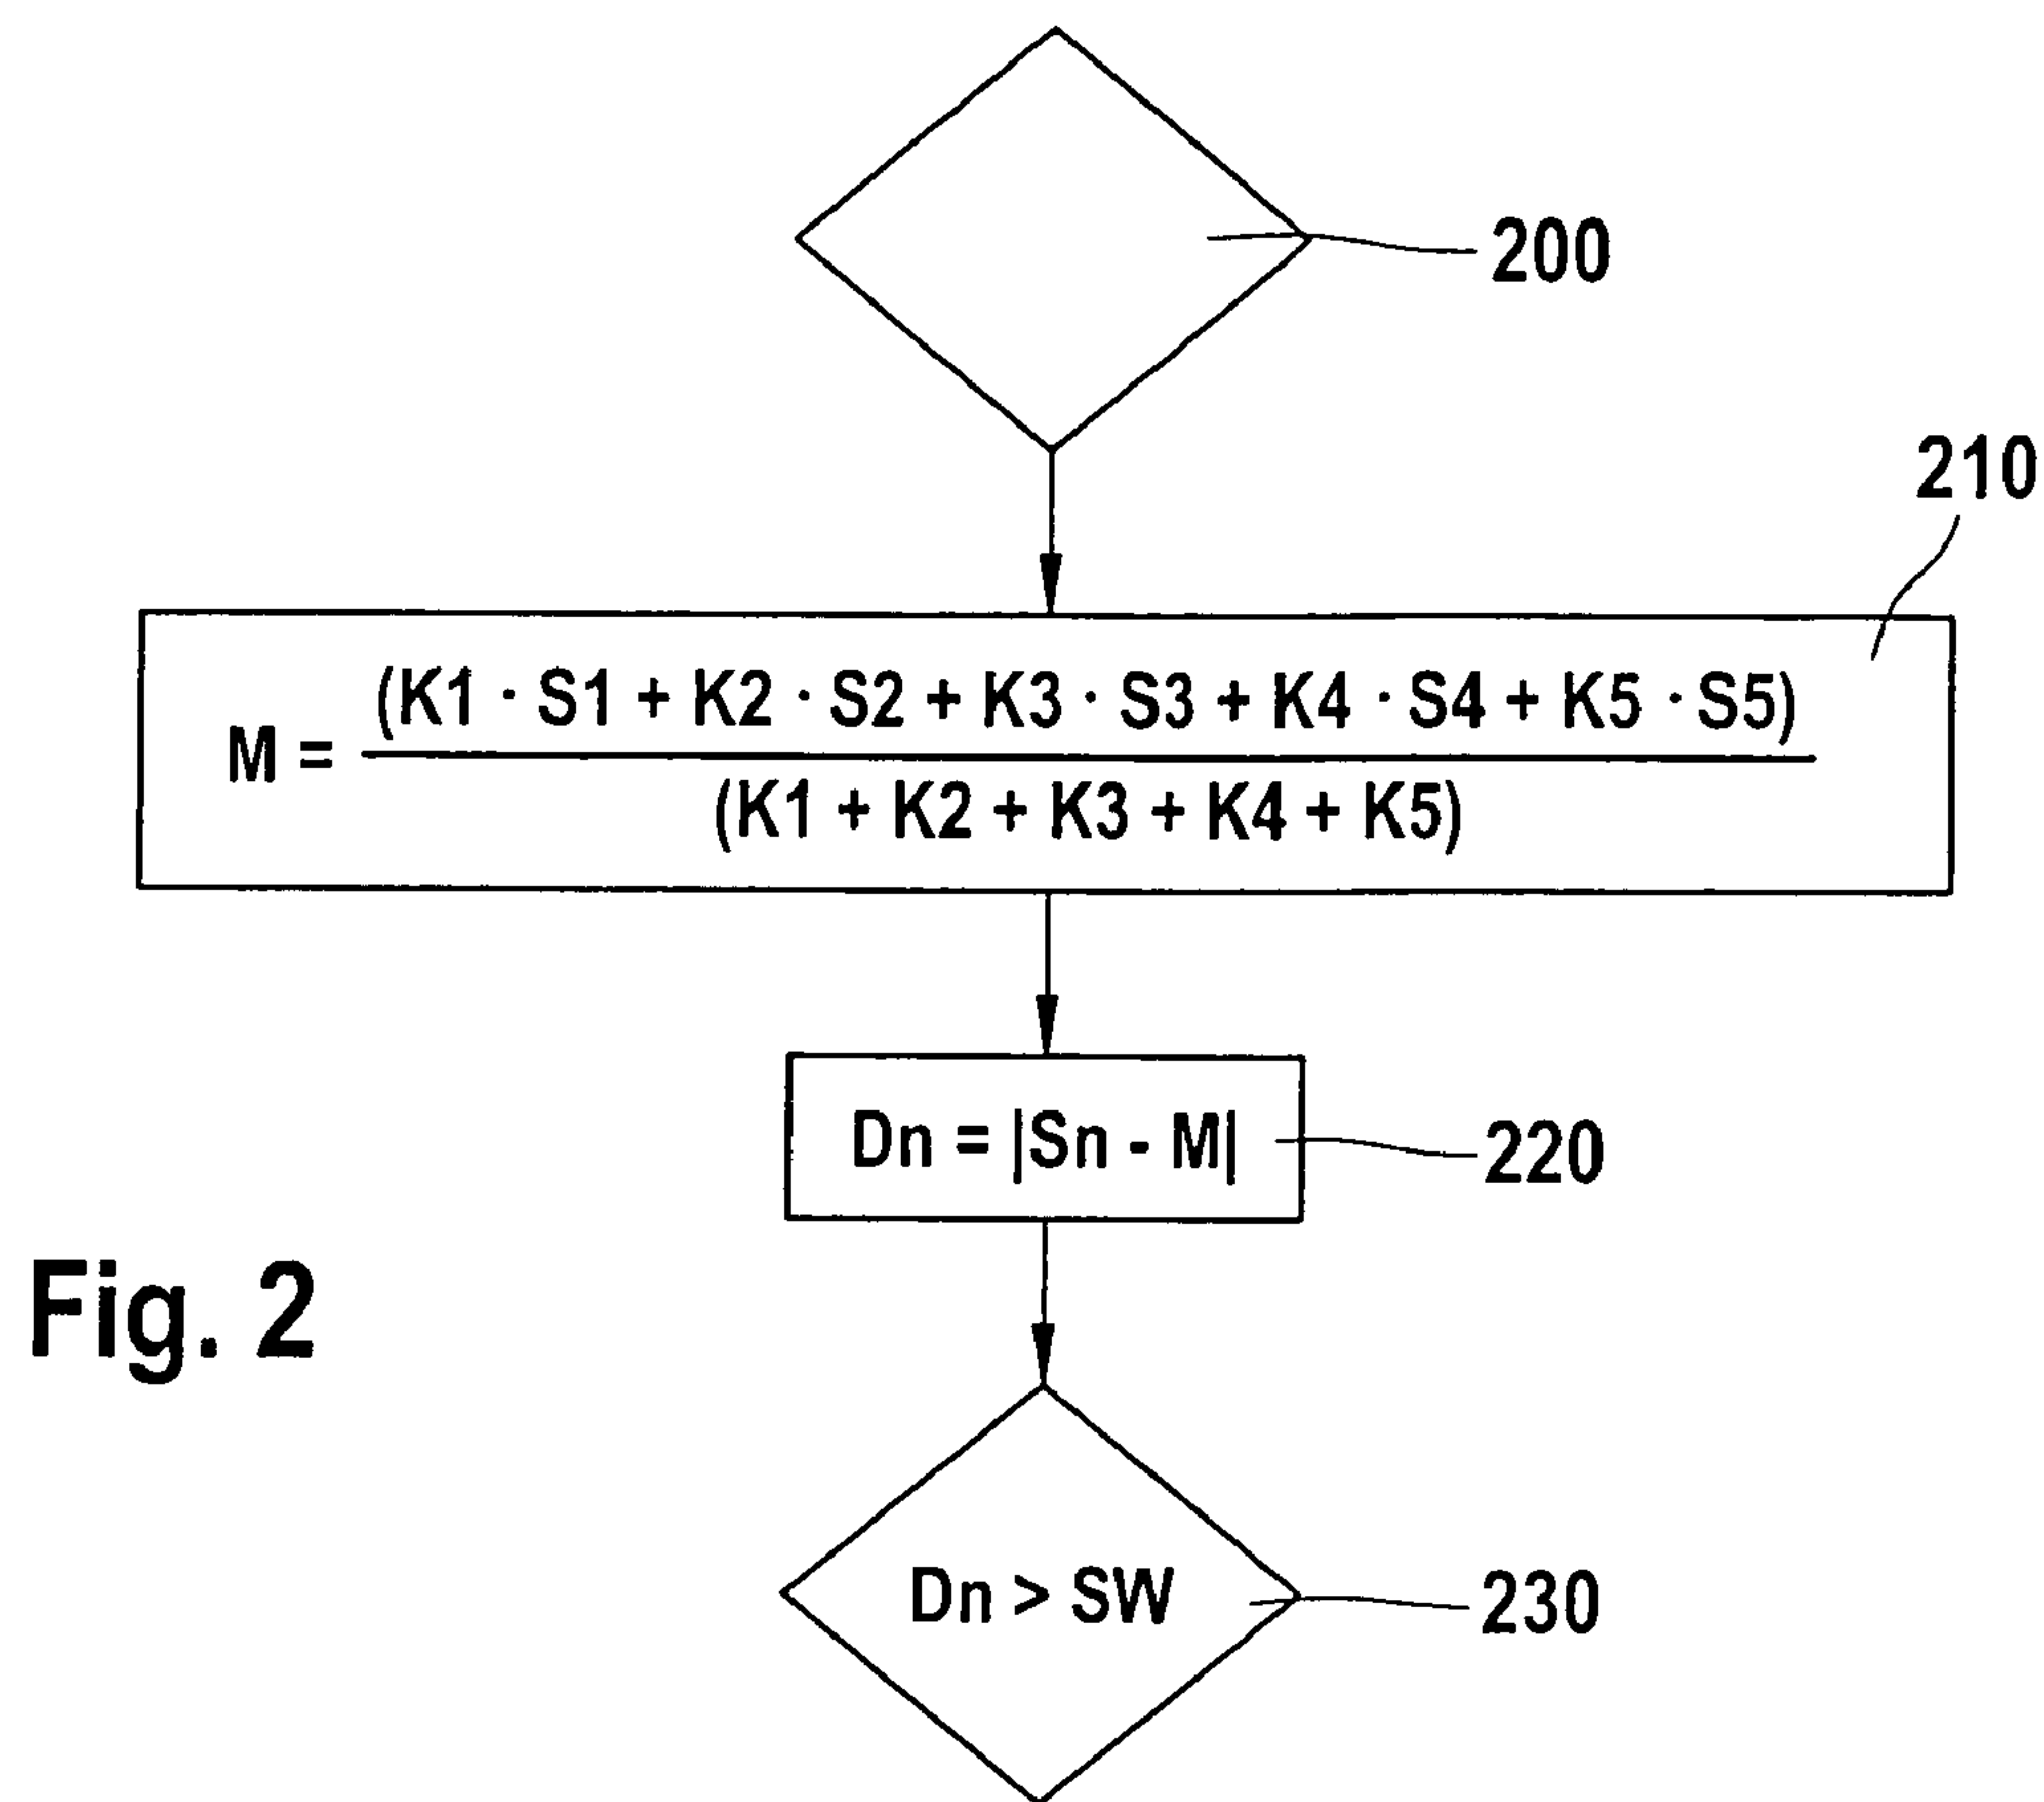 200
210
(K1 · S1 + K2 · S2 + K3 · S3 + K4 · S4 + K5 · S5)
M =
(K1 + K2 + K3 + K4 + K5)
Dn = |Sn - M|
220
Fig. 2
Dn > SW
230